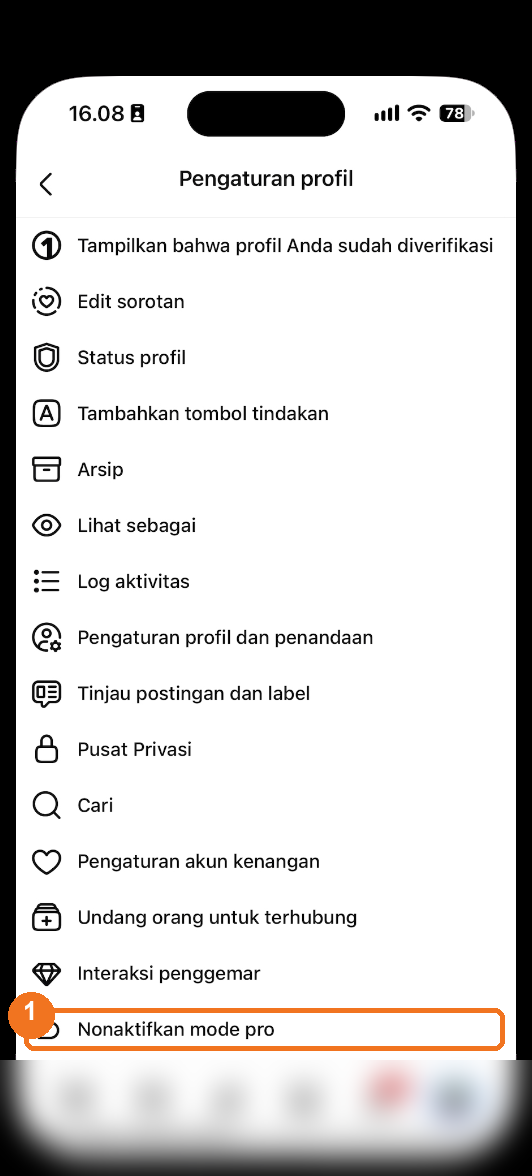 16.08
78
Pengaturan profil
Tampilkan bahwa profil Anda sudah diverifikasi
Edit sorotan
Status profil
Tambahkan tombol tindakan
Arsip
Lihat sebagai
Log aktivitas
Pengaturan profil dan penandaan
Tinjau postingan dan label
Pusat Privasi
Cari
Pengaturan akun kenangan
Undang orang untuk terhubung
Interaksi penggemar
1
Nonaktifkan mode pro